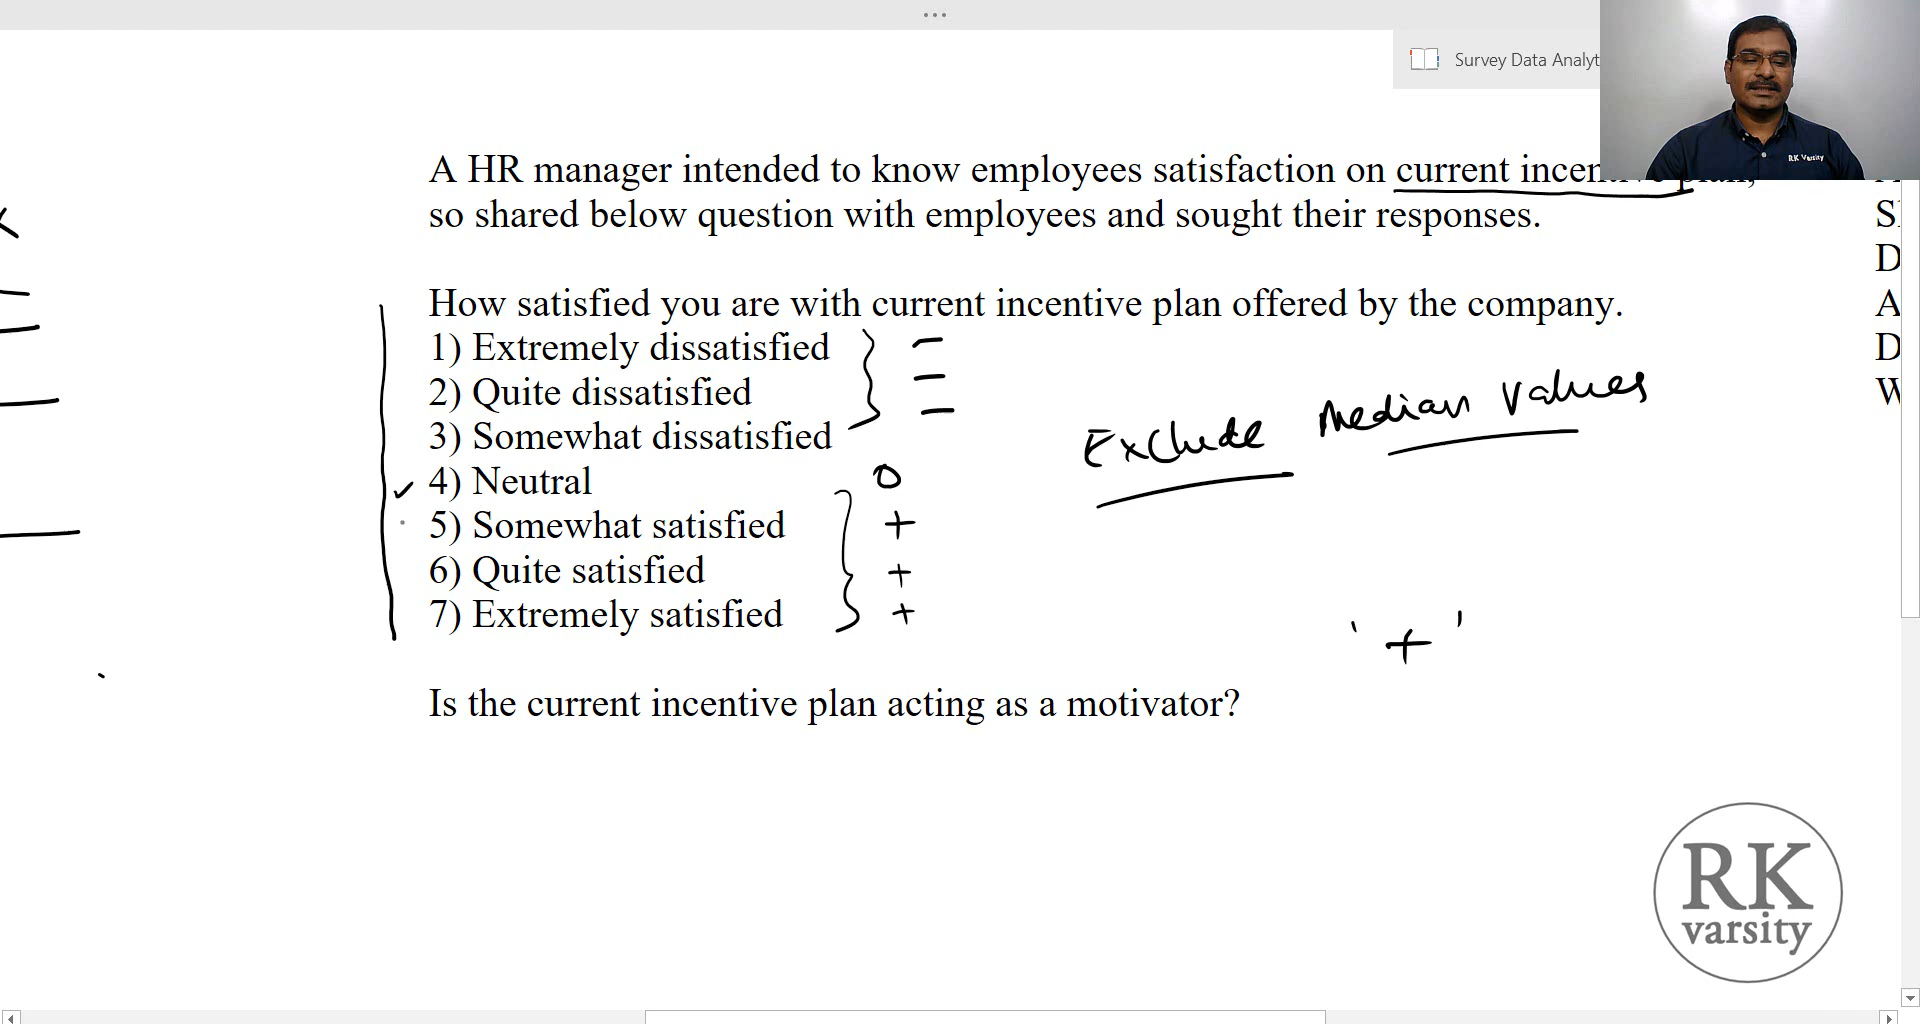 Survey Data Analyt
RK Varsity
A HR manager intended to know employees satisfaction on current incentive plan,
so shared below question with employees and sought their responses.
How satisfied you are with current incentive plan offered by the company.
1) Extremely dissatisfied –
2) Quite dissatisfied –
3) Somewhat dissatisfied –
Exclude Median Values
4) Neutral 0
5) Somewhat satisfied +
6) Quite satisfied +
7) Extremely satisfied +
' + '
Is the current incentive plan acting as a motivator?
S
D
A
D
W
RK
varsity